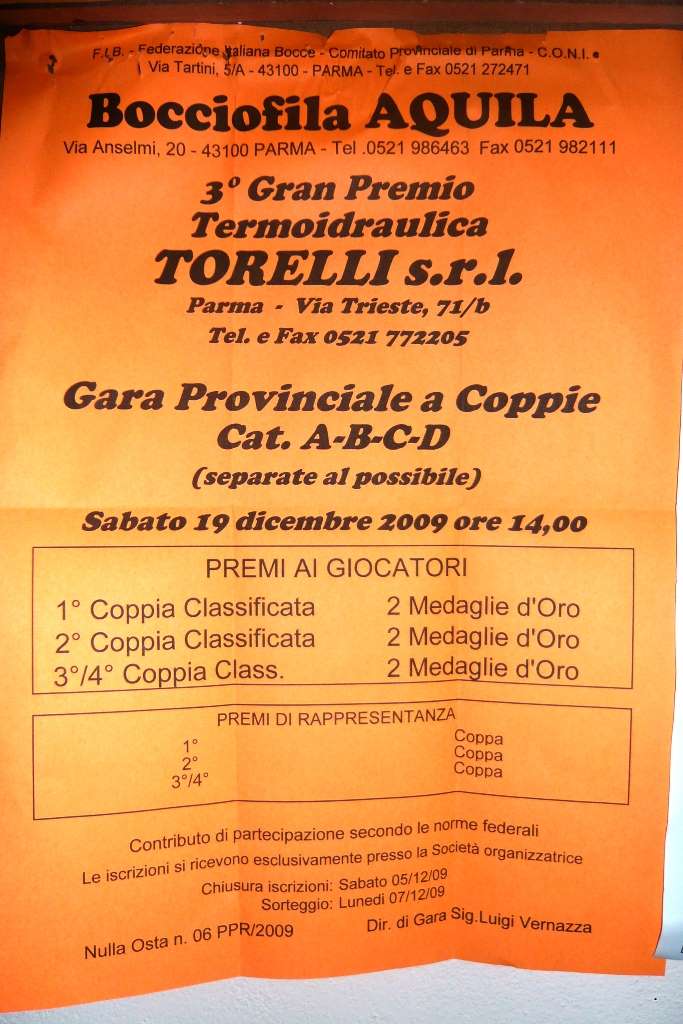 F.I.B. - Federazione Italiana Bocce - Comitato Provinciale di Parma - C.O.N.I.
Via Tartini, 5/A - 43100 - PARMA - Tel. e Fax 0521 272471
Bocciofila AQUILA
Via Anselmi, 20 - 43100 PARMA - Tel .0521 986463 Fax 0521 982111
3° Gran Premio
Termoidraulica
TORELLI s.r.l.
Parma - Via Trieste, 71/b
Tel. e Fax 0521 772205
Gara Provinciale a Coppie
Cat. A-B-C-D
(separate al possibile)
Sabato 19 dicembre 2009 ore 14,00
PREMI AI GIOCATORI
1° Coppia Classificata 2 Medaglie d'Oro
2° Coppia Classificata 2 Medaglie d'Oro
3°/4° Coppia Class. 2 Medaglie d'Oro
PREMI DI RAPPRESENTANZA
1° Coppa
2° Coppa
3°/4° Coppa
Contributo di partecipazione secondo le norme federali
Le iscrizioni si ricevono esclusivamente presso la Società organizzatrice
Chiusura iscrizioni: Sabato 05/12/09
Sorteggio: Lunedi 07/12/09
Nulla Osta n. 06 PPR/2009 Dir. di Gara Sig.Luigi Vernazza